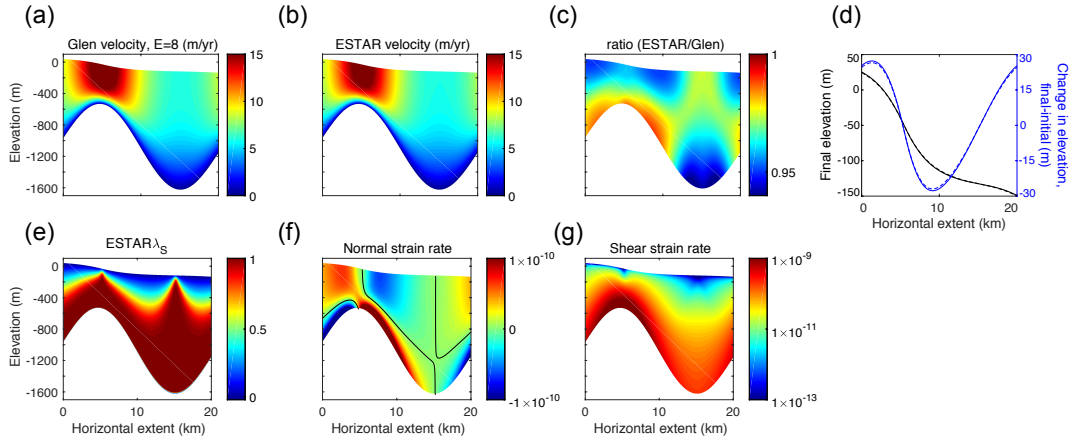 (a)
Glen velocity, E=8 (m/yr)
Elevation (m)
0
-400
-800
-1200
-1600
15
10
5
0
(b)
ESTAR velocity (m/yr)
15
10
5
0
(c)
ratio (ESTAR/Glen)
1
0.95
(d)
Final elevation (m)
50
0
-50
-100
-150
0 10 20
Horizontal extent (km)
30
15
0
-15
-30
Change in elevation,
final-initial (m)
(e)
ESTAR λS
Elevation (m)
0
-400
-800
-1200
-1600
0 10 20
Horizontal extent (km)
1
0.5
0
(f)
Normal strain rate
0 10 20
Horizontal extent (km)
1×10-10
0
-1×10-10
(g)
Shear strain rate
0 10 20
Horizontal extent (km)
1×10-9
1×10-11
1×10-13